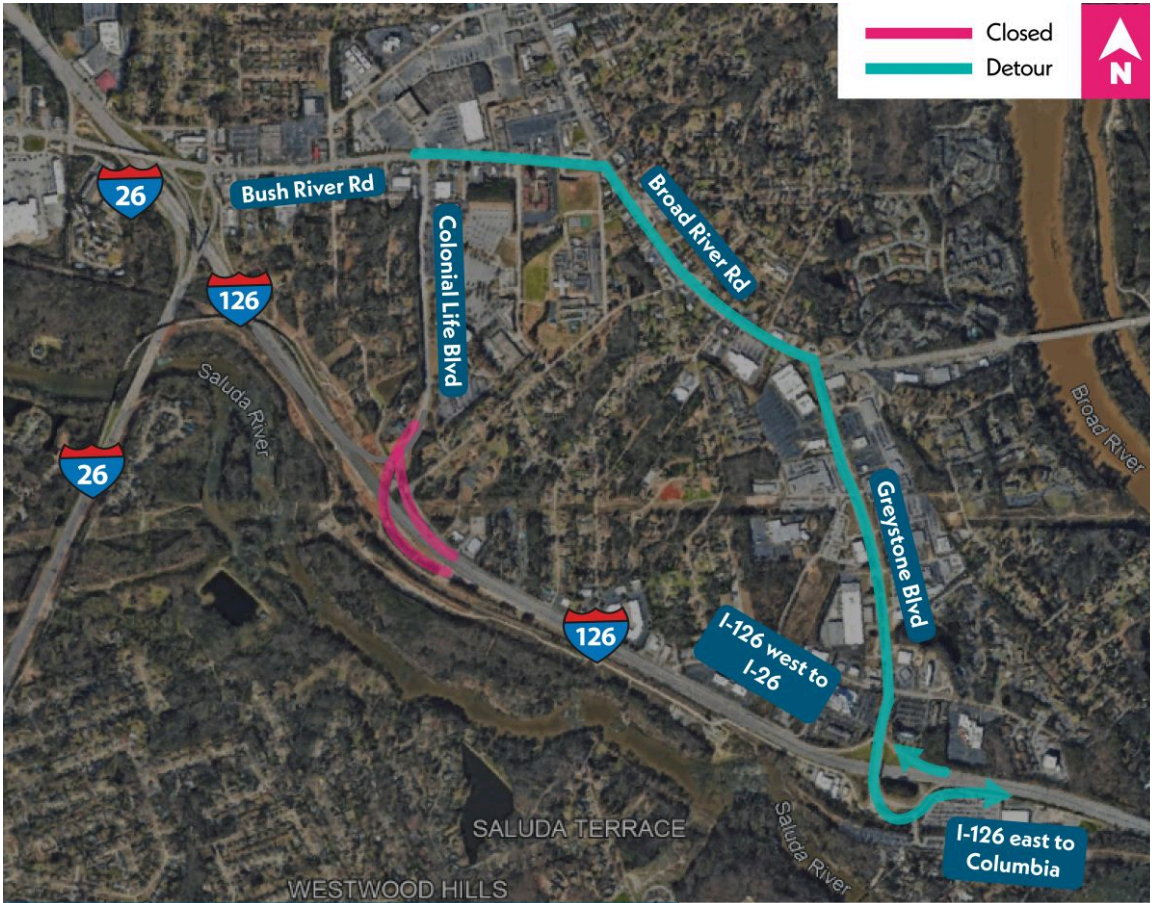 Closed
Detour
N
26
Bush River Rd
Broad River Rd
Colonial Life Blvd
126
Saluda River
26
Broad River
Greystone Blvd
126
I-126 west to
I-26
SALUDA TERRACE
Saluda River
I-126 east to
Columbia
WESTWOOD HILLS